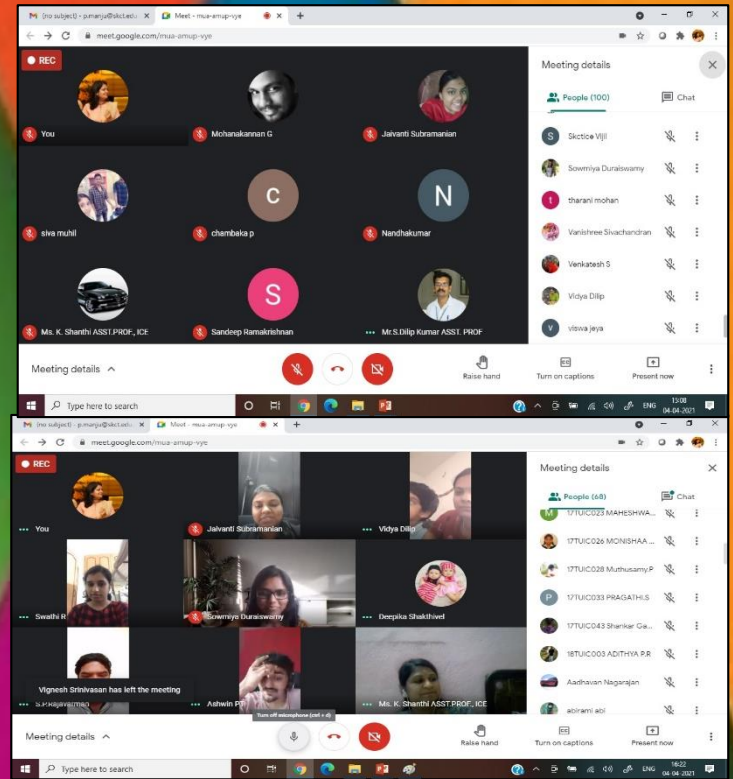 (no subject) - p.manju@skct.edu
Meet - mua-amup-vye
meet.google.com/mua-amup-vye
REC
You
Mohanakannan G
Jaivanti Subramanian
siva muhil
c
chambaka p
N
Nandhakumar
Ms. K. Shanthi ASST.PROF., ICE
S
Sandeep Ramakrishnan
Mr.S.Dilip Kumar ASST. PROF
Meeting details
People (100)
Chat
S Skctice Vijil
Sowmiya Duraiswamy
t tharani mohan
Vanishree Sivachandran
Venkatesh S
Vidya Dilip
v viswa jeya
Meeting details
Raise hand
Turn on captions
Present now
Type here to search
ENG
15:08
04-04-2021
(no subject) - p.manju@skct.edu
Meet - mua-amup-vye
meet.google.com/mua-amup-vye
REC
You
Jaivanti Subramanian
Vidya Dilip
Swathi R
Sowmiya Duraiswamy
Deepika Shakthivel
Vignesh Srinivasan has left the meeting
S.P.Rajavarman
Ashwin PT
Ms. K. Shanthi ASST.PROF., ICE
Turn off microphone (ctrl + d)
Meeting details
People (68)
Chat
M 17TUIC023 MAHESHWA...
17TUIC026 MONISHAA ...
17TUIC028 Muthusamy.P
P 17TUIC033 PRAGATHI.S
17TUIC043 Shankar Ga...
18TUIC003 ADITHYA P.R
Aadhavan Nagarajan
abirami abi
Meeting details
Raise hand
Turn on captions
Present now
Type here to search
ENG
16:22
04-04-2021